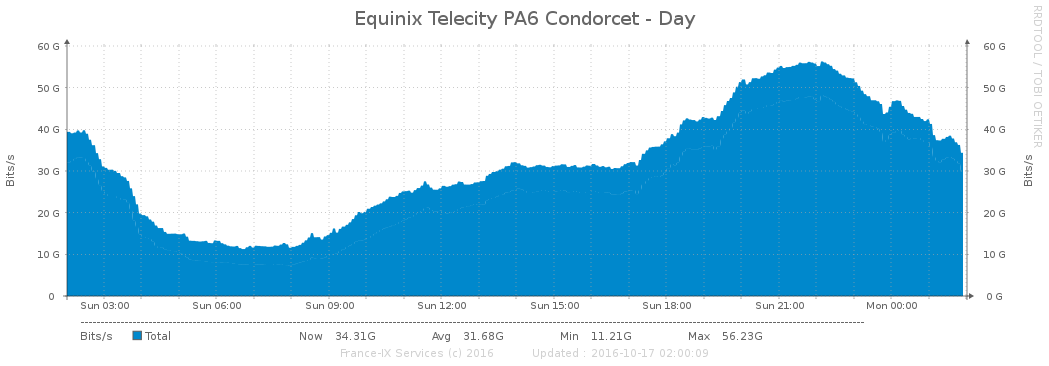 Equinix Telecity PA6 Condorcet - Day
RRDTOOL / TOBI OETIKER
60 G 60 G
50 G 50 G
40 G 40 G
30 G 30 G
20 G 20 G
10 G 10 G
0 0 G
Bits/s
Bits/s
Sun 03:00 Sun 06:00 Sun 09:00 Sun 12:00 Sun 15:00 Sun 18:00 Sun 21:00 Mon 00:00
Bits/s Total Now 34.31G Avg 31.68G Min 11.21G Max 56.23G
France-IX Services (c) 2016 Updated : 2016-10-17 02:00:09